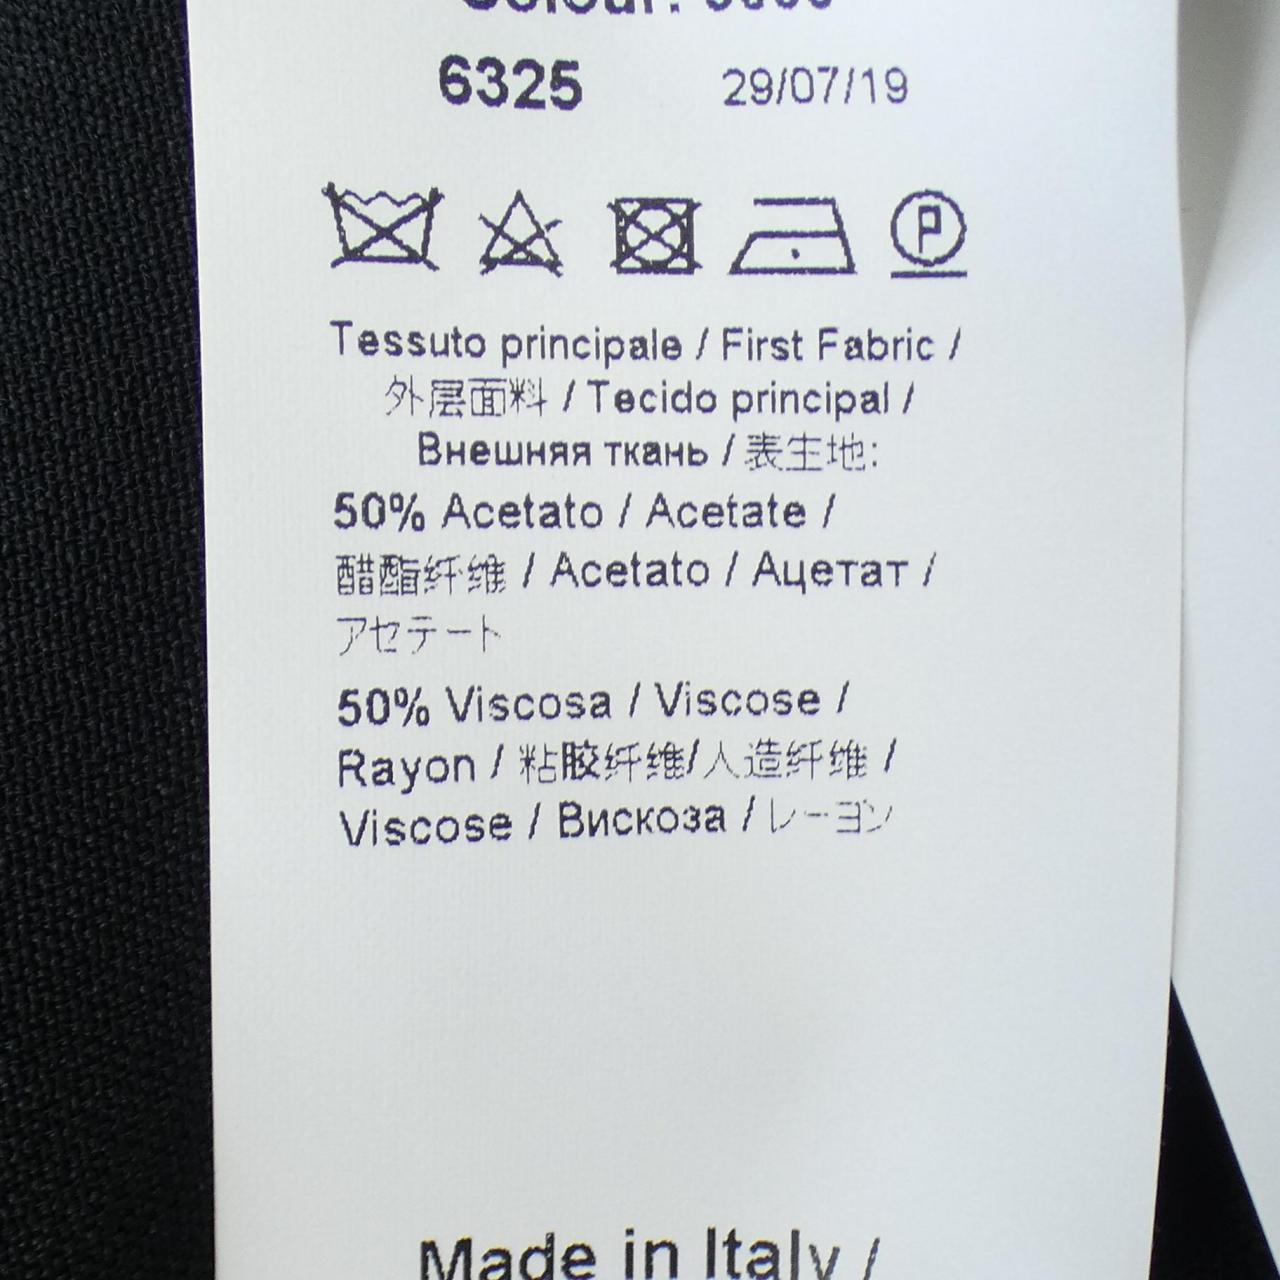 6325 29/07/19
P
Tessuto principale / First Fabric /
外层面料 / Tecido principal /
Внешняя ткань / 表生地:
50% Acetato / Acetate /
醋酯纤维 / Acetato / Ацетат /
アセテート
50% Viscosa / Viscose /
Rayon / 粘胶纤维/人造纤维 /
Viscose / Вискоза / レーヨン
Made in Italy /